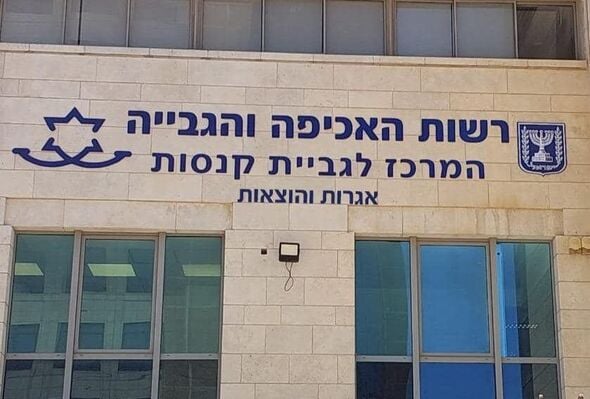 רשות האכיפה והגבייה
המרכז לגביית קנסות
אגרות והוצאות